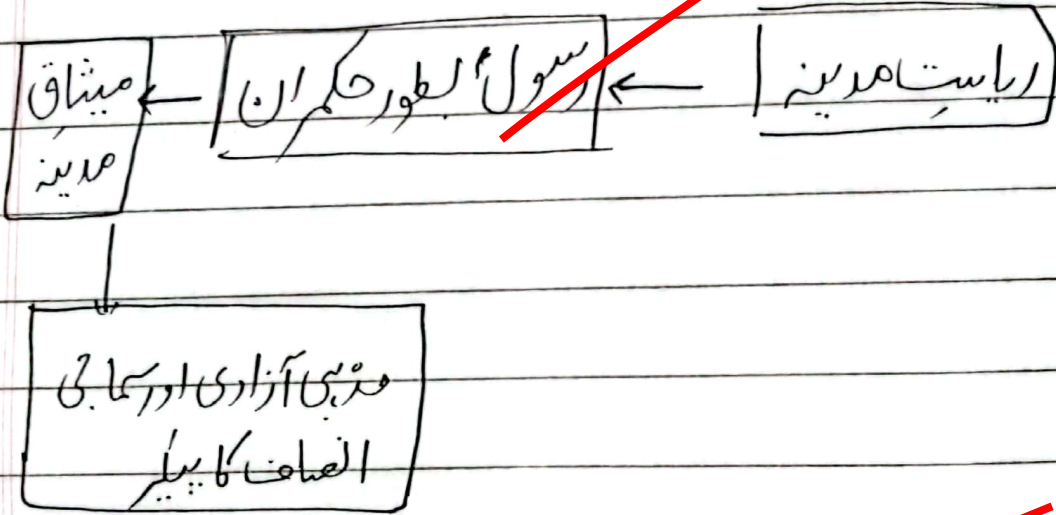 ریاستِ مدینہ
رسولؐ بطور حکمران
میثاق
مدینہ
مذہبی آزادی اور سماجی
انصاف کا پیکر